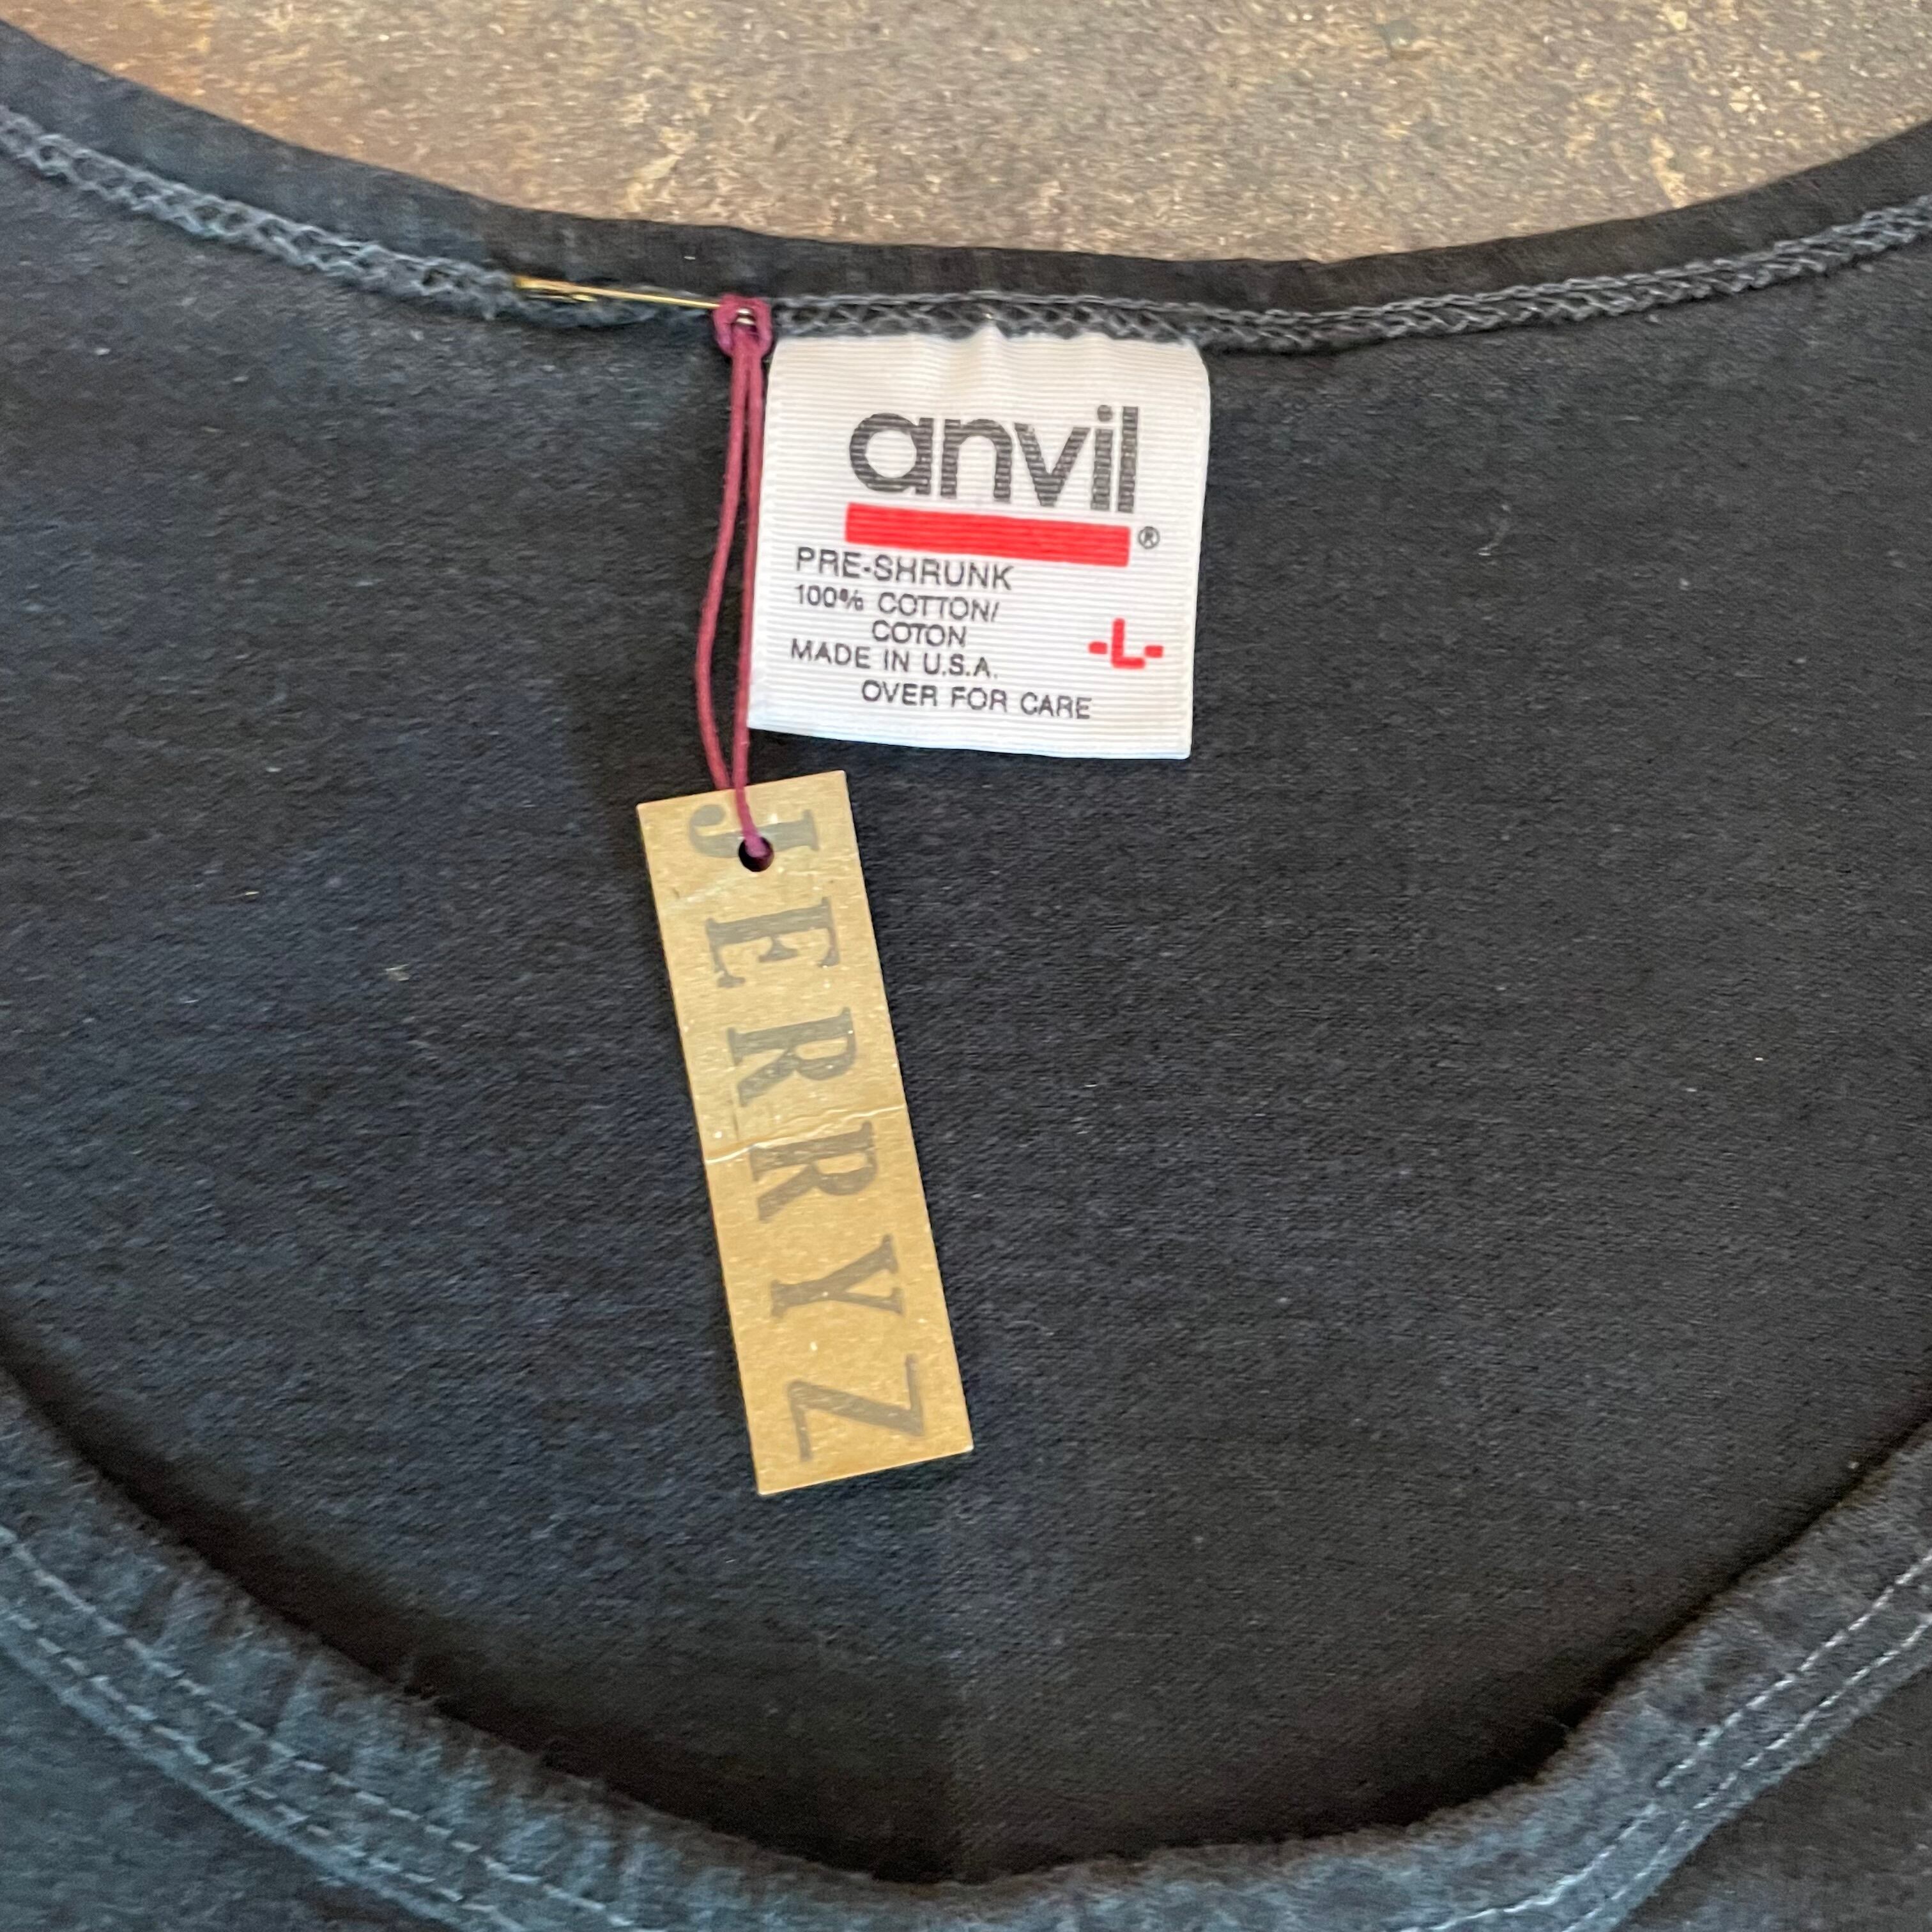 anvil
®
PRE-SHRUNK
100% COTTON/
COTON
MADE IN U.S.A.
-L-
OVER FOR CARE
JERRYZ